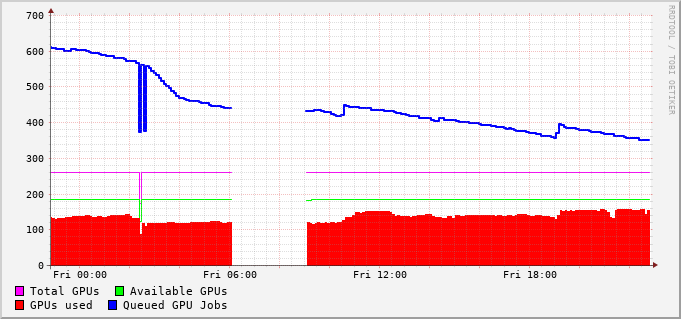 700
600
500
400
300
200
100
0
Fri 00:00 Fri 06:00 Fri 12:00 Fri 18:00
Total GPUs Available GPUs
GPUs used Queued GPU Jobs
RRDTOOL / TOBI OETIKER